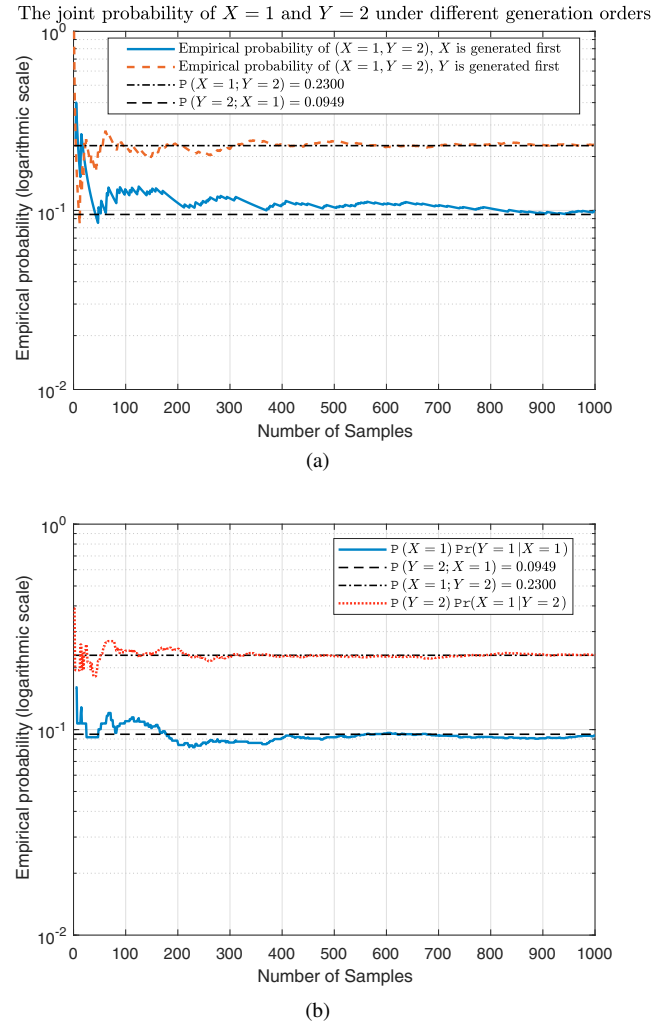 The joint probability of X = 1 and Y = 2 under different generation orders
Empirical probability (logarithmic scale)
10^0
10^-1
10^-2
Empirical probability of (X = 1, Y = 2), X is generated first
Empirical probability of (X = 1, Y = 2), Y is generated first
P (X = 1; Y = 2) = 0.2300
P (Y = 2; X = 1) = 0.0949
0 100 200 300 400 500 600 700 800 900 1000
Number of Samples
(a)
Empirical probability (logarithmic scale)
10^0
10^-1
10^-2
P (X = 1) Pr(Y = 1 | X = 1)
P (Y = 2; X = 1) = 0.0949
P (X = 1; Y = 2) = 0.2300
P (Y = 2) Pr(X = 1 | Y = 2)
0 100 200 300 400 500 600 700 800 900 1000
Number of Samples
(b)